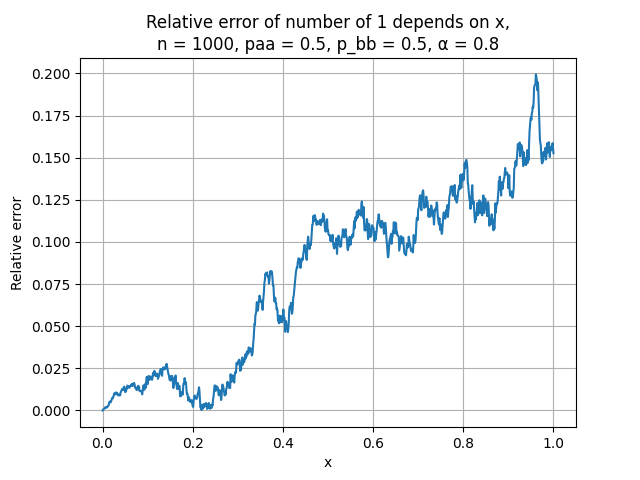 Relative error of number of 1 depends on x,
n = 1000, paa = 0.5, p_bb = 0.5, α = 0.8
0.200
0.175
0.150
0.125
0.100
0.075
0.050
0.025
0.000
Relative error
0.0 0.2 0.4 0.6 0.8 1.0
x